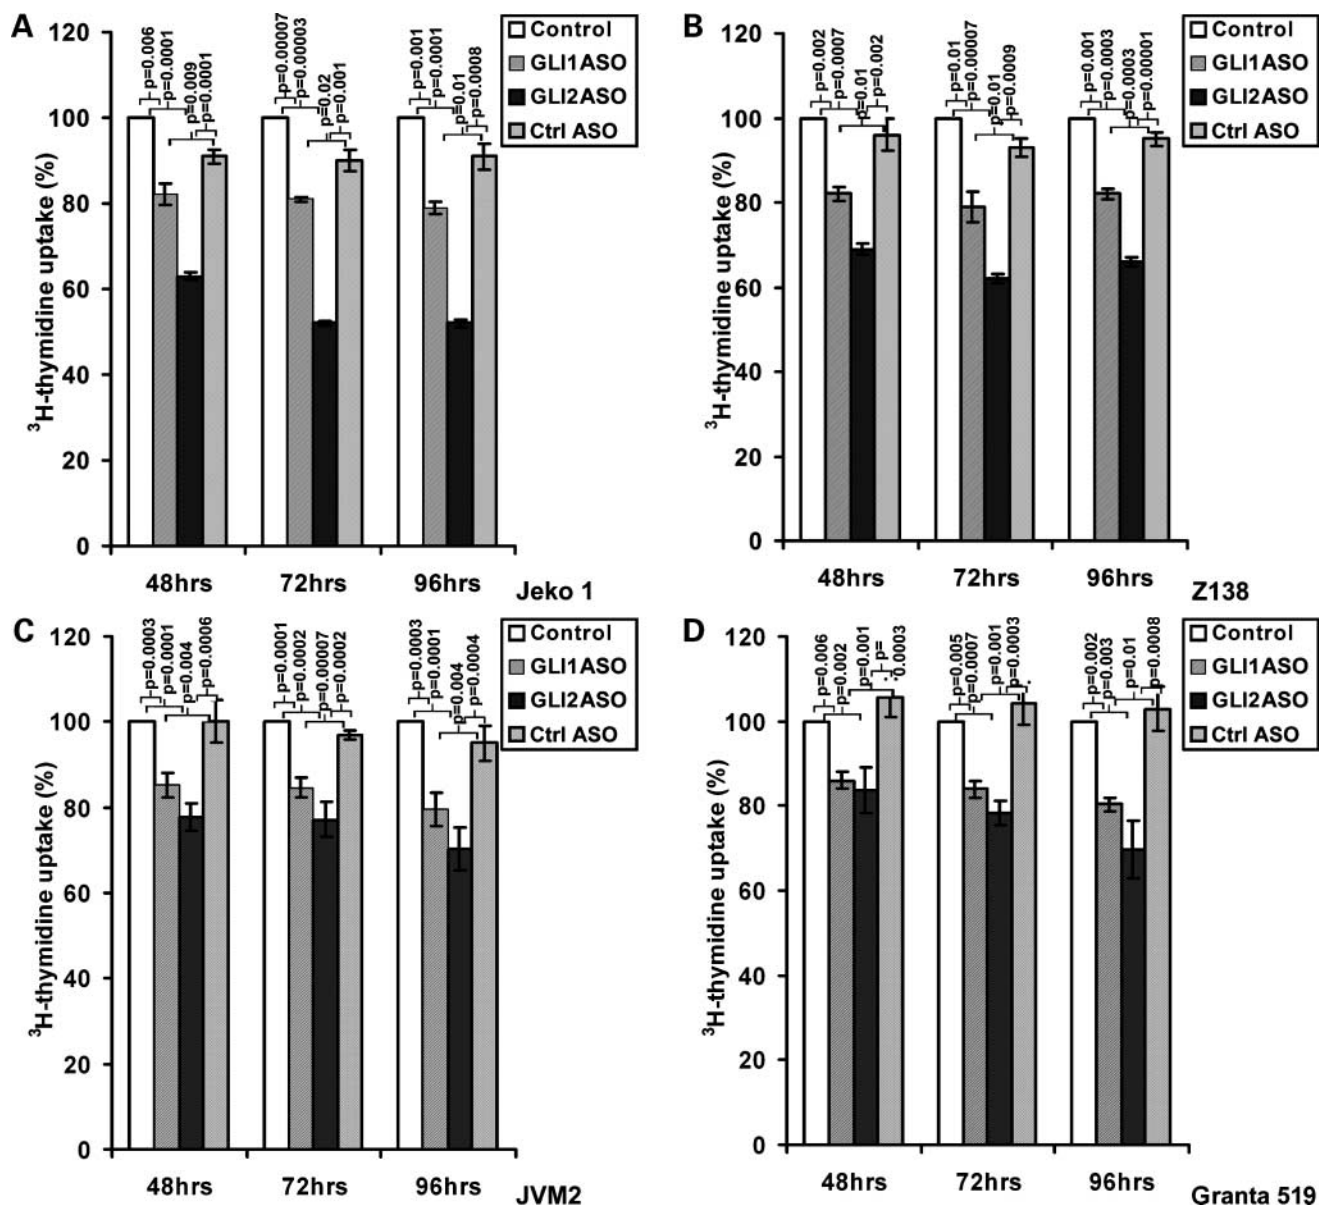 A
120
100
80
60
40
20
0
³H-thymidine uptake (%)
p=0.006
p=0.0001
p=0.009
p=0.0001
p=0.00007
p=0.00003
p=0.02
p=0.001
p=0.001
p=0.0001
p=0.01
p=0.0008
Control
GLI1ASO
GLI2ASO
Ctrl ASO
48hrs
72hrs
96hrs
Jeko 1
B
120
100
80
60
40
20
0
³H-thymidine uptake (%)
p=0.002
p=0.0007
p=0.01
p=0.002
p=0.01
p=0.00007
p=0.01
p=0.0009
p=0.001
p=0.0003
p=0.0003
p=0.00001
Control
GLI1ASO
GLI2ASO
Ctrl ASO
48hrs
72hrs
96hrs
Z138
C
120
100
80
60
40
20
0
³H-thymidine uptake (%)
p=0.0003
p=0.0001
p=0.004
p=0.0006
p=0.0001
p=0.0002
p=0.00007
p=0.0002
p=0.0003
p=0.0001
p=0.004
p=0.0004
Control
GLI1ASO
GLI2ASO
Ctrl ASO
48hrs
72hrs
96hrs
JVM2
D
120
100
80
60
40
20
0
³H-thymidine uptake (%)
p=0.006
p=0.002
p=0.001
p=
0.0003
p=0.005
p=0.0007
p=0.001
p=0.0003
p=0.002
p=0.003
p=0.01
p=0.0008
Control
GLI1ASO
GLI2ASO
Ctrl ASO
48hrs
72hrs
96hrs
Granta 519